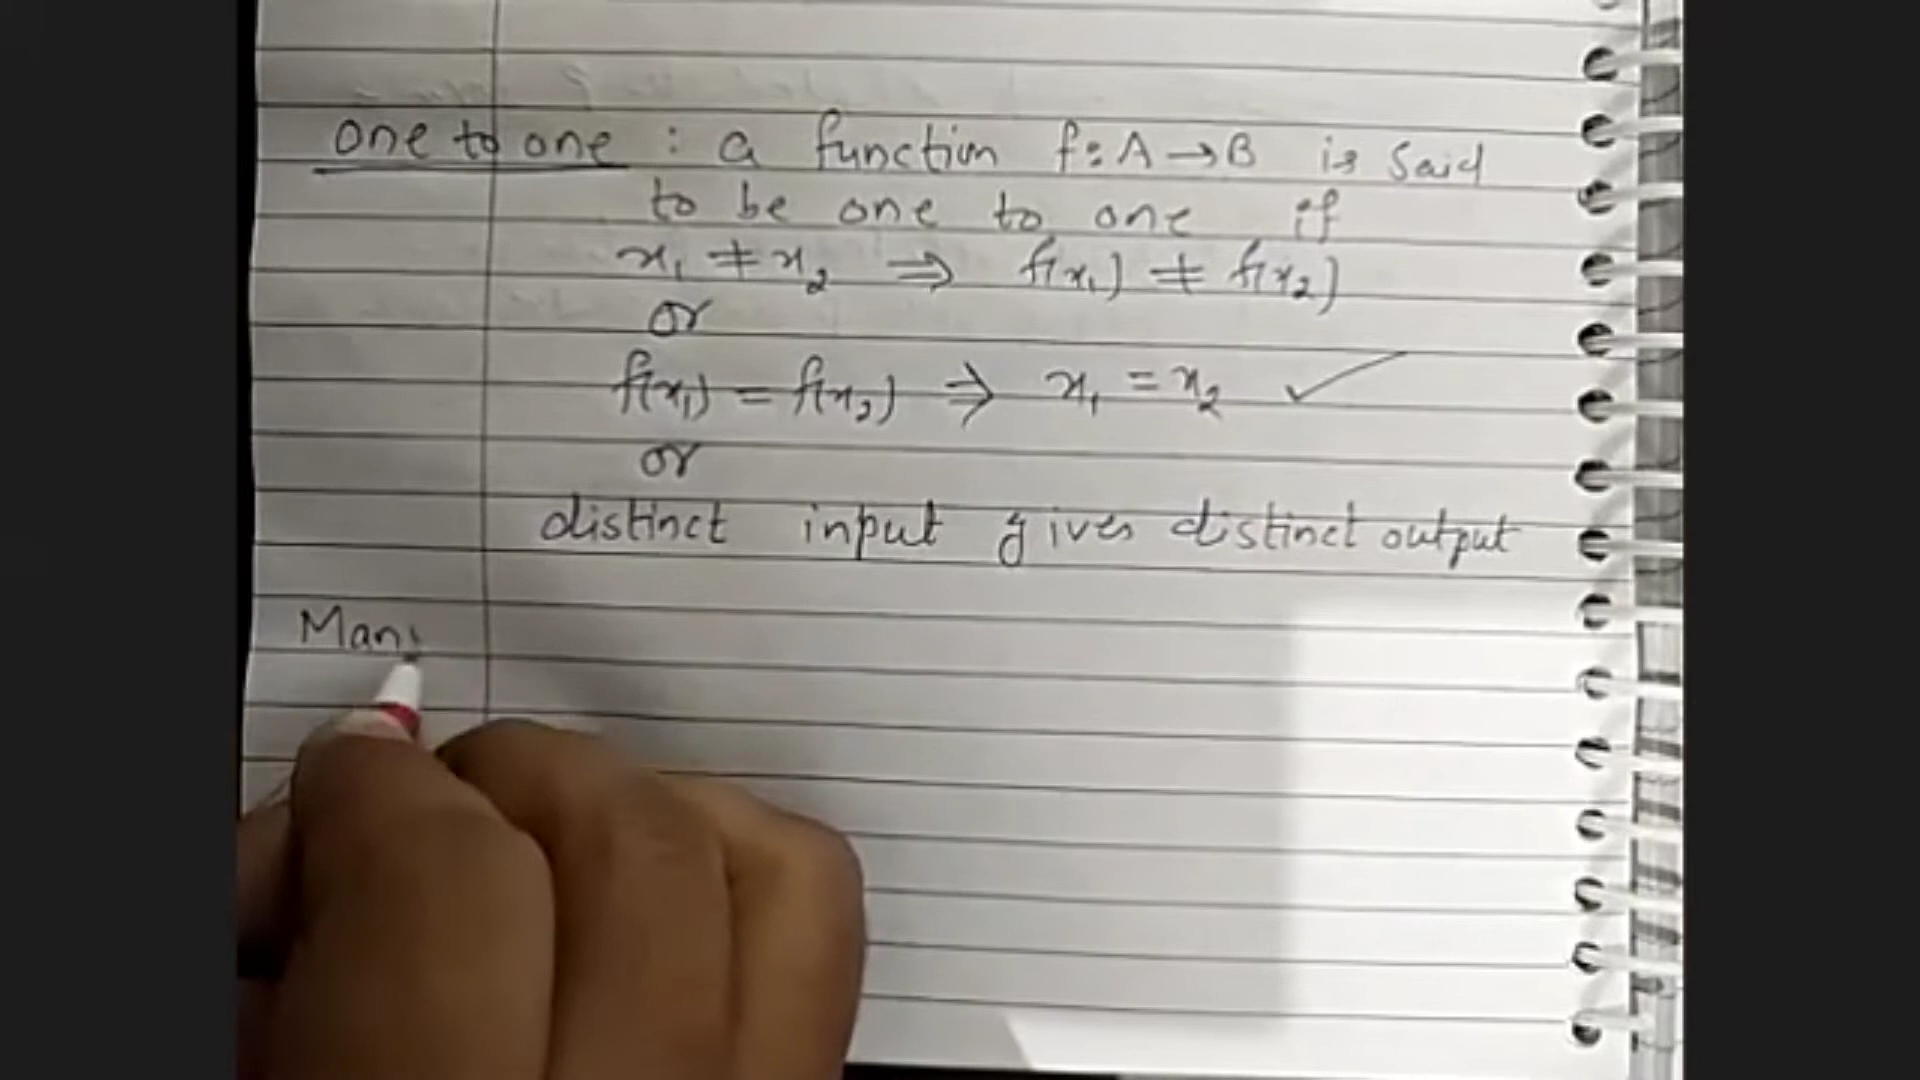 one to one : a function f: A → B is said
to be one to one if
x₁ ≠ x₂ ⇒ f(x₁) ≠ f(x₂)
or
f(x₁) = f(x₂) ⇒ x₁ = x₂ ✓
or
distinct input gives distinct output
Many